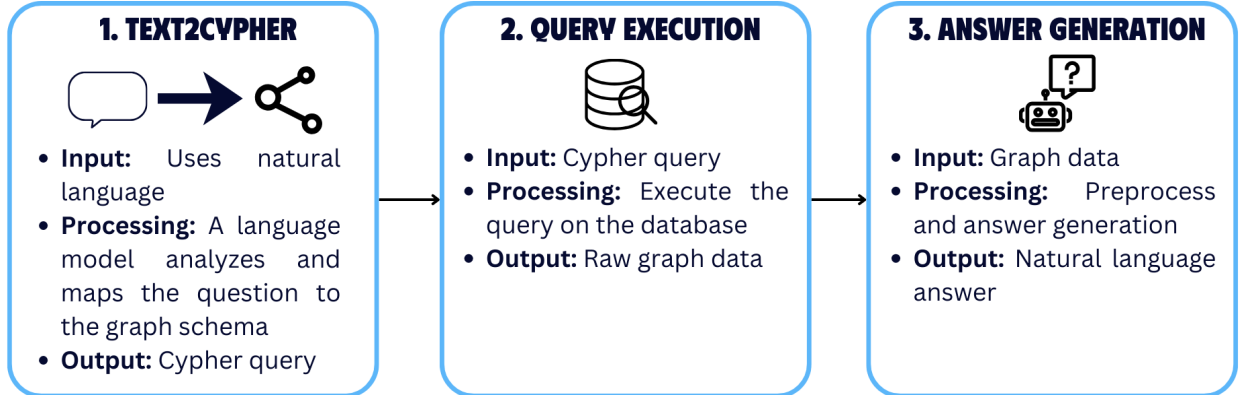 1. TEXT2CYPHER
• Input: Uses natural
language
• Processing: A language
model analyzes and
maps the question to
the graph schema
• Output: Cypher query
2. QUERY EXECUTION
• Input: Cypher query
• Processing: Execute the
query on the database
• Output: Raw graph data
3. ANSWER GENERATION
?
• Input: Graph data
• Processing: Preprocess
and answer generation
• Output: Natural language
answer